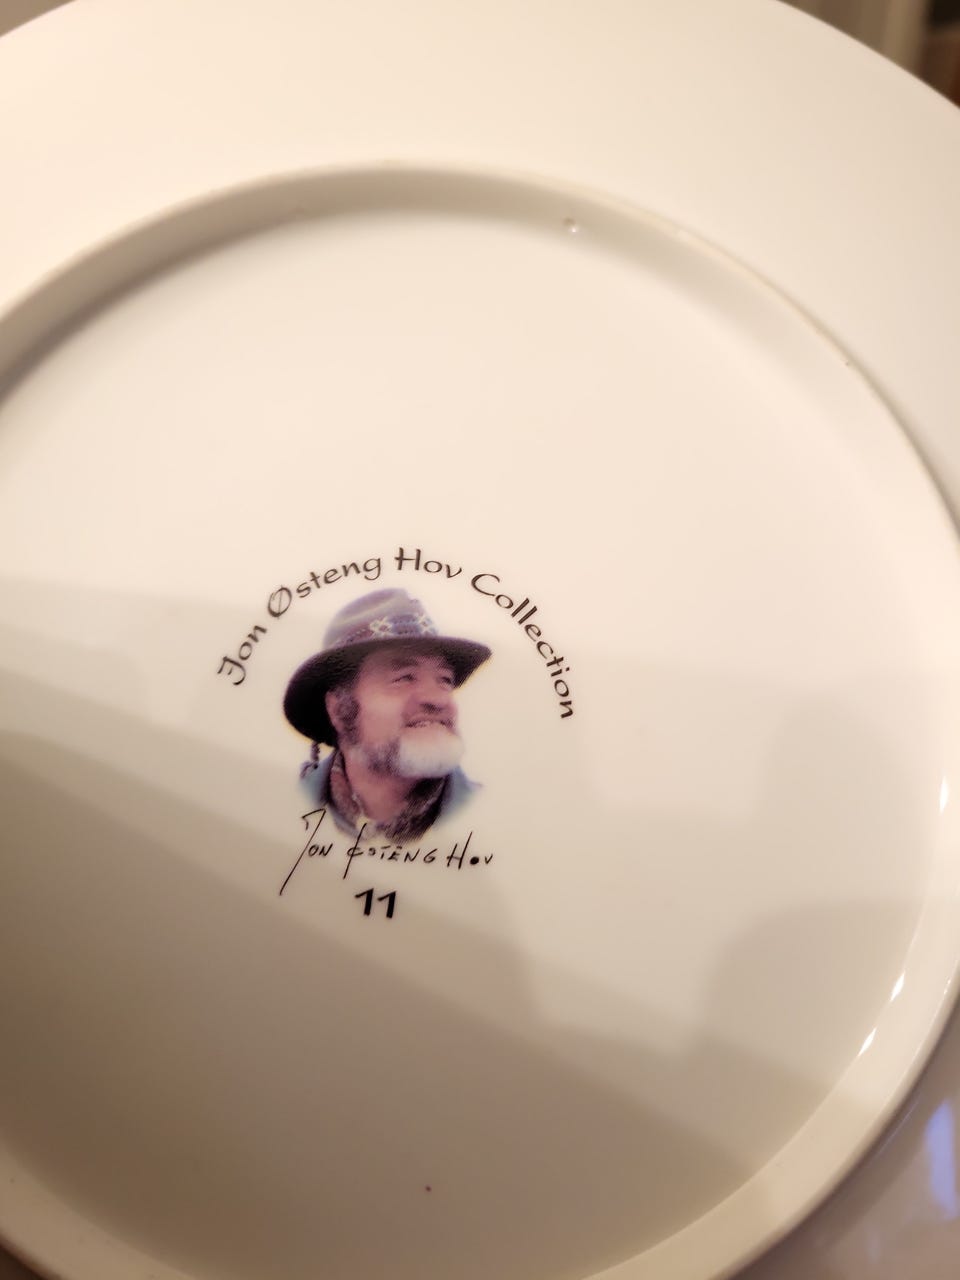 Jon Østeng Hov Collection
JON ØSTENG HOV
11